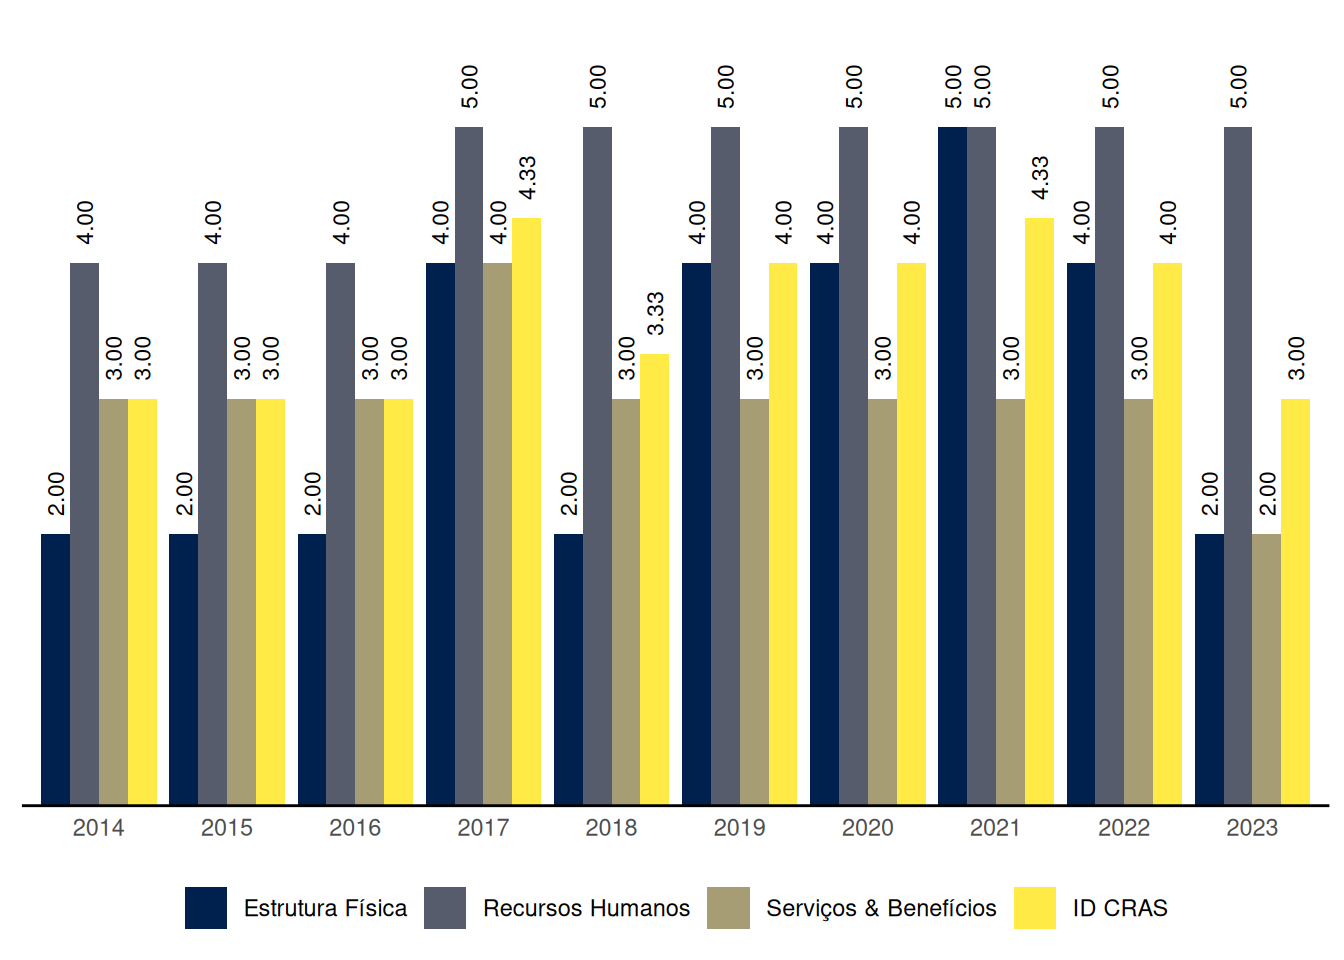 5.00 5.00 5.00 5.00 5.00 5.00 5.00 5.00
4.33 4.33
4.00 4.00 4.00 4.00 4.00 4.00 4.00 4.00 4.00 4.00 4.00
3.33
3.00 3.00 3.00 3.00 3.00 3.00 3.00 3.00 3.00 3.00 3.00 3.00
2.00 2.00 2.00 2.00 2.00 2.00
2014 2015 2016 2017 2018 2019 2020 2021 2022 2023
Estrutura Física Recursos Humanos Serviços & Benefícios ID CRAS